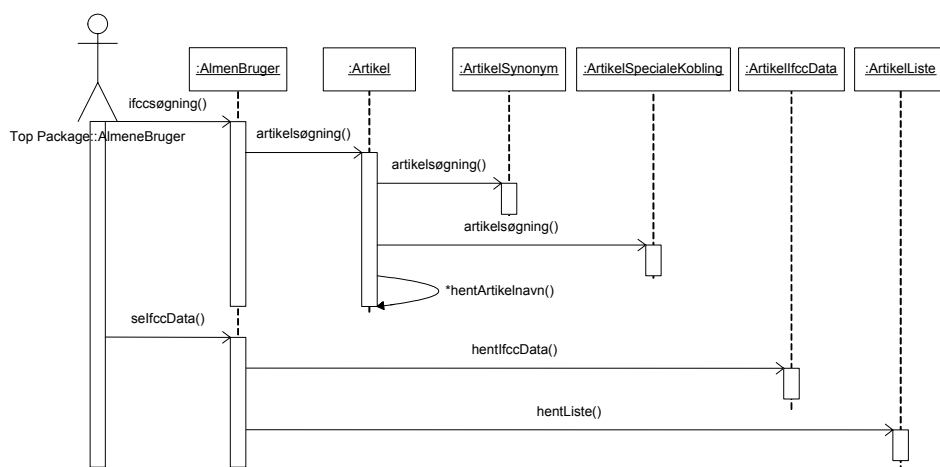 :AlmenBruger
:Artikel
:ArtikelSynonym
:ArtikelSpecialeKobling
:ArtikelIfccData
:ArtikelListe
ifccsøgning()
Top Package::AlmeneBruger
artikelsøgning()
artikelsøgning()
artikelsøgning()
*hentArtikelnavn()
seIfccData()
hentIfccData()
hentListe()